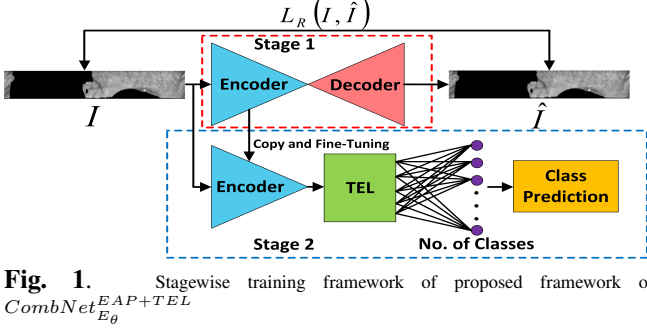 L_R (I, Î)
Stage 1
Encoder
Decoder
I
Î
Copy and Fine-Tuning
Encoder
TEL
Class
Prediction
Stage 2
No. of Classes
Fig. 1. Stagewise training framework of proposed framework o
CombNet_{E_θ}^{EAP+TEL}